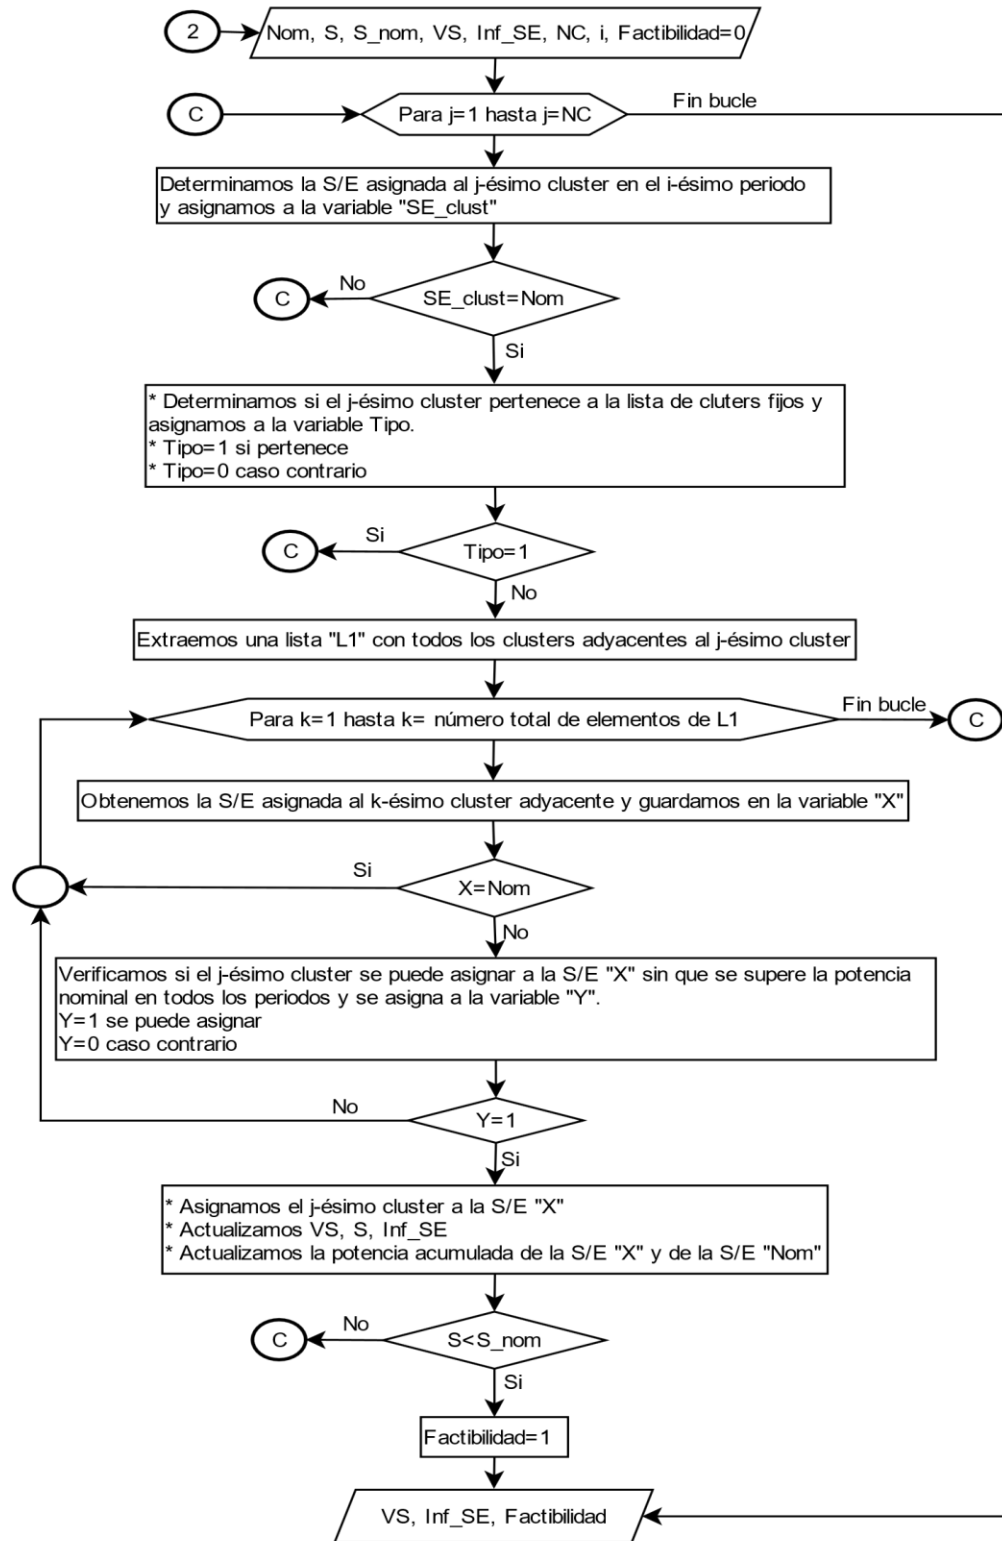 2
Nom, S, S_nom, VS, Inf_SE, NC, i, Factibilidad=0
C
Para j=1 hasta j=NC
Fin bucle
Determinamos la S/E asignada al j-ésimo cluster en el i-ésimo periodo
y asignamos a la variable "SE_clust"
C
No
SE_clust=Nom
Si
* Determinamos si el j-ésimo cluster pertenece a la lista de cluters fijos y
asignamos a la variable Tipo.
* Tipo=1 si pertenece
* Tipo=0 caso contrario
C
Si
Tipo=1
No
Extraemos una lista "L1" con todos los clusters adyacentes al j-ésimo cluster
Para k=1 hasta k= número total de elementos de L1
Fin bucle
C
Obtenemos la S/E asignada al k-ésimo cluster adyacente y guardamos en la variable "X"
Si
X=Nom
No
Verificamos si el j-ésimo cluster se puede asignar a la S/E "X" sin que se supere la potencia
nominal en todos los periodos y se asigna a la variable "Y".
Y=1 se puede asignar
Y=0 caso contrario
No
Y=1
Si
* Asignamos el j-ésimo cluster a la S/E "X"
* Actualizamos VS, S, Inf_SE
* Actualizamos la potencia acumulada de la S/E "X" y de la S/E "Nom"
C
No
S<S_nom
Si
Factibilidad=1
VS, Inf_SE, Factibilidad